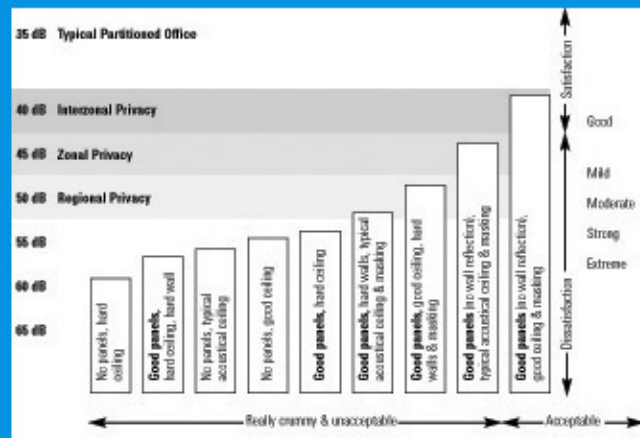 35 dB Typical Partitioned Office
40 dB Interzonal Privacy
45 dB Zonal Privacy
50 dB Regional Privacy
55 dB
60 dB
65 dB
No panels, hard
ceiling
Good panels,
hard ceiling, hard wall
No panels, typical
acoustical ceiling
No panels, good ceiling
Good panels, hard ceiling
Good panels, hard walls, typical
acoustical ceiling & masking
Good panels, good ceiling, hard
walls & masking
Good panels (no wall reflection),
typical acoustical ceiling & masking
Good panels (no wall reflection),
good ceiling & masking
Satisfaction
Dissatisfaction
Good
Mild
Moderate
Strong
Extreme
Really crummy & unacceptable
Acceptable